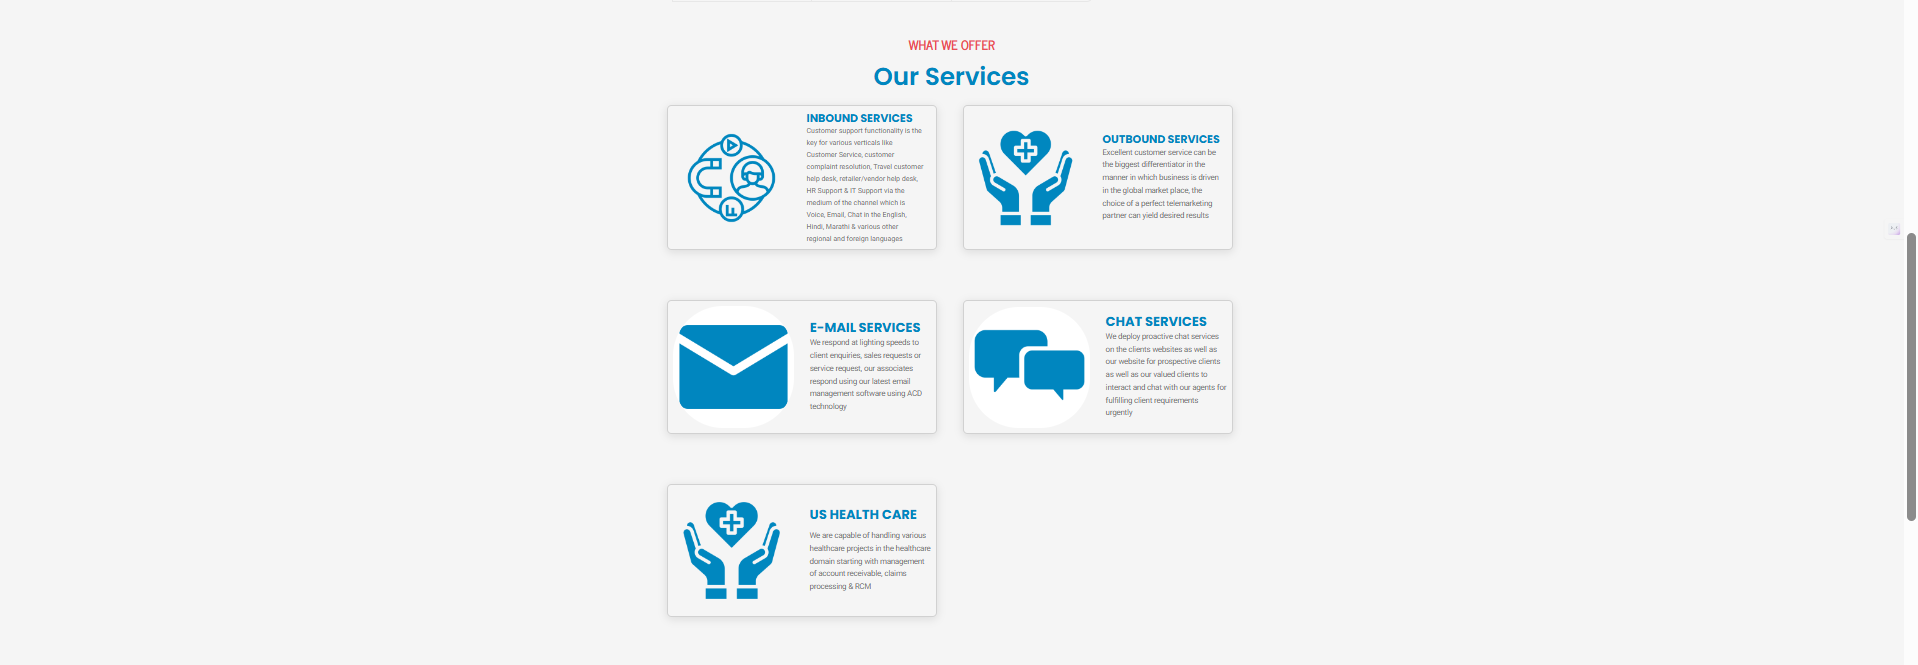 WHAT WE OFFER
Our Services
INBOUND SERVICES
Customer support functionality is the
key for various verticals like
Customer Service, customer
complaint resolution, Travel customer
help desk, retailer/vendor help desk,
HR Support & IT Support via the
medium of the channel which is
Voice, Email, Chat in the English,
Hindi, Marathi & various other
regional and foreign languages
OUTBOUND SERVICES
Excellent customer service can be
the biggest differentiator in the
manner in which business is driven
in the global market place, the
choice of a perfect telemarketing
partner can yield desired results
E-MAIL SERVICES
We respond at lighting speeds to
client enquiries, sales requests or
service request, our associates
respond using our latest email
management software using ACD
technology
CHAT SERVICES
We deploy proactive chat services
on the clients websites as well as
our website for prospective clients
as well as our valued clients to
interact and chat with our agents for
fulfilling client requirements
urgently
US HEALTH CARE
We are capable of handling various
healthcare projects in the healthcare
domain starting with management
of account receivable, claims
processing & RCM